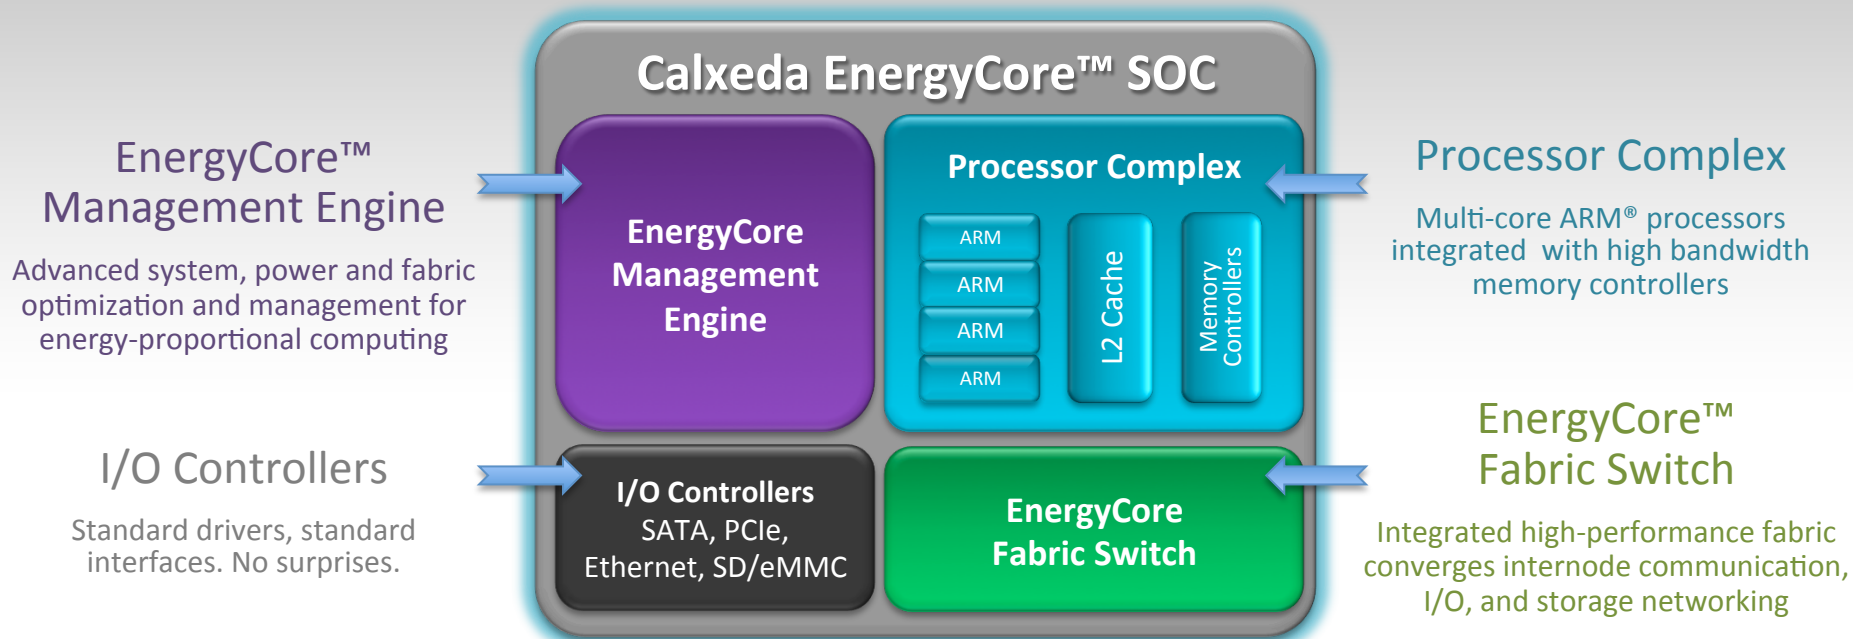 Calxeda EnergyCore™ SOC
EnergyCore™
Management Engine
Advanced system, power and fabric
optimization and management for
energy-proportional computing
I/O Controllers
Standard drivers, standard
interfaces. No surprises.
EnergyCore
Management
Engine
Processor Complex
ARM
ARM
ARM
ARM
L2 Cache
Memory
Controllers
I/O Controllers
SATA, PCIe,
Ethernet, SD/eMMC
EnergyCore
Fabric Switch
Processor Complex
Multi-core ARM® processors
integrated with high bandwidth
memory controllers
EnergyCore™
Fabric Switch
Integrated high-performance fabric
converges internode communication,
I/O, and storage networking